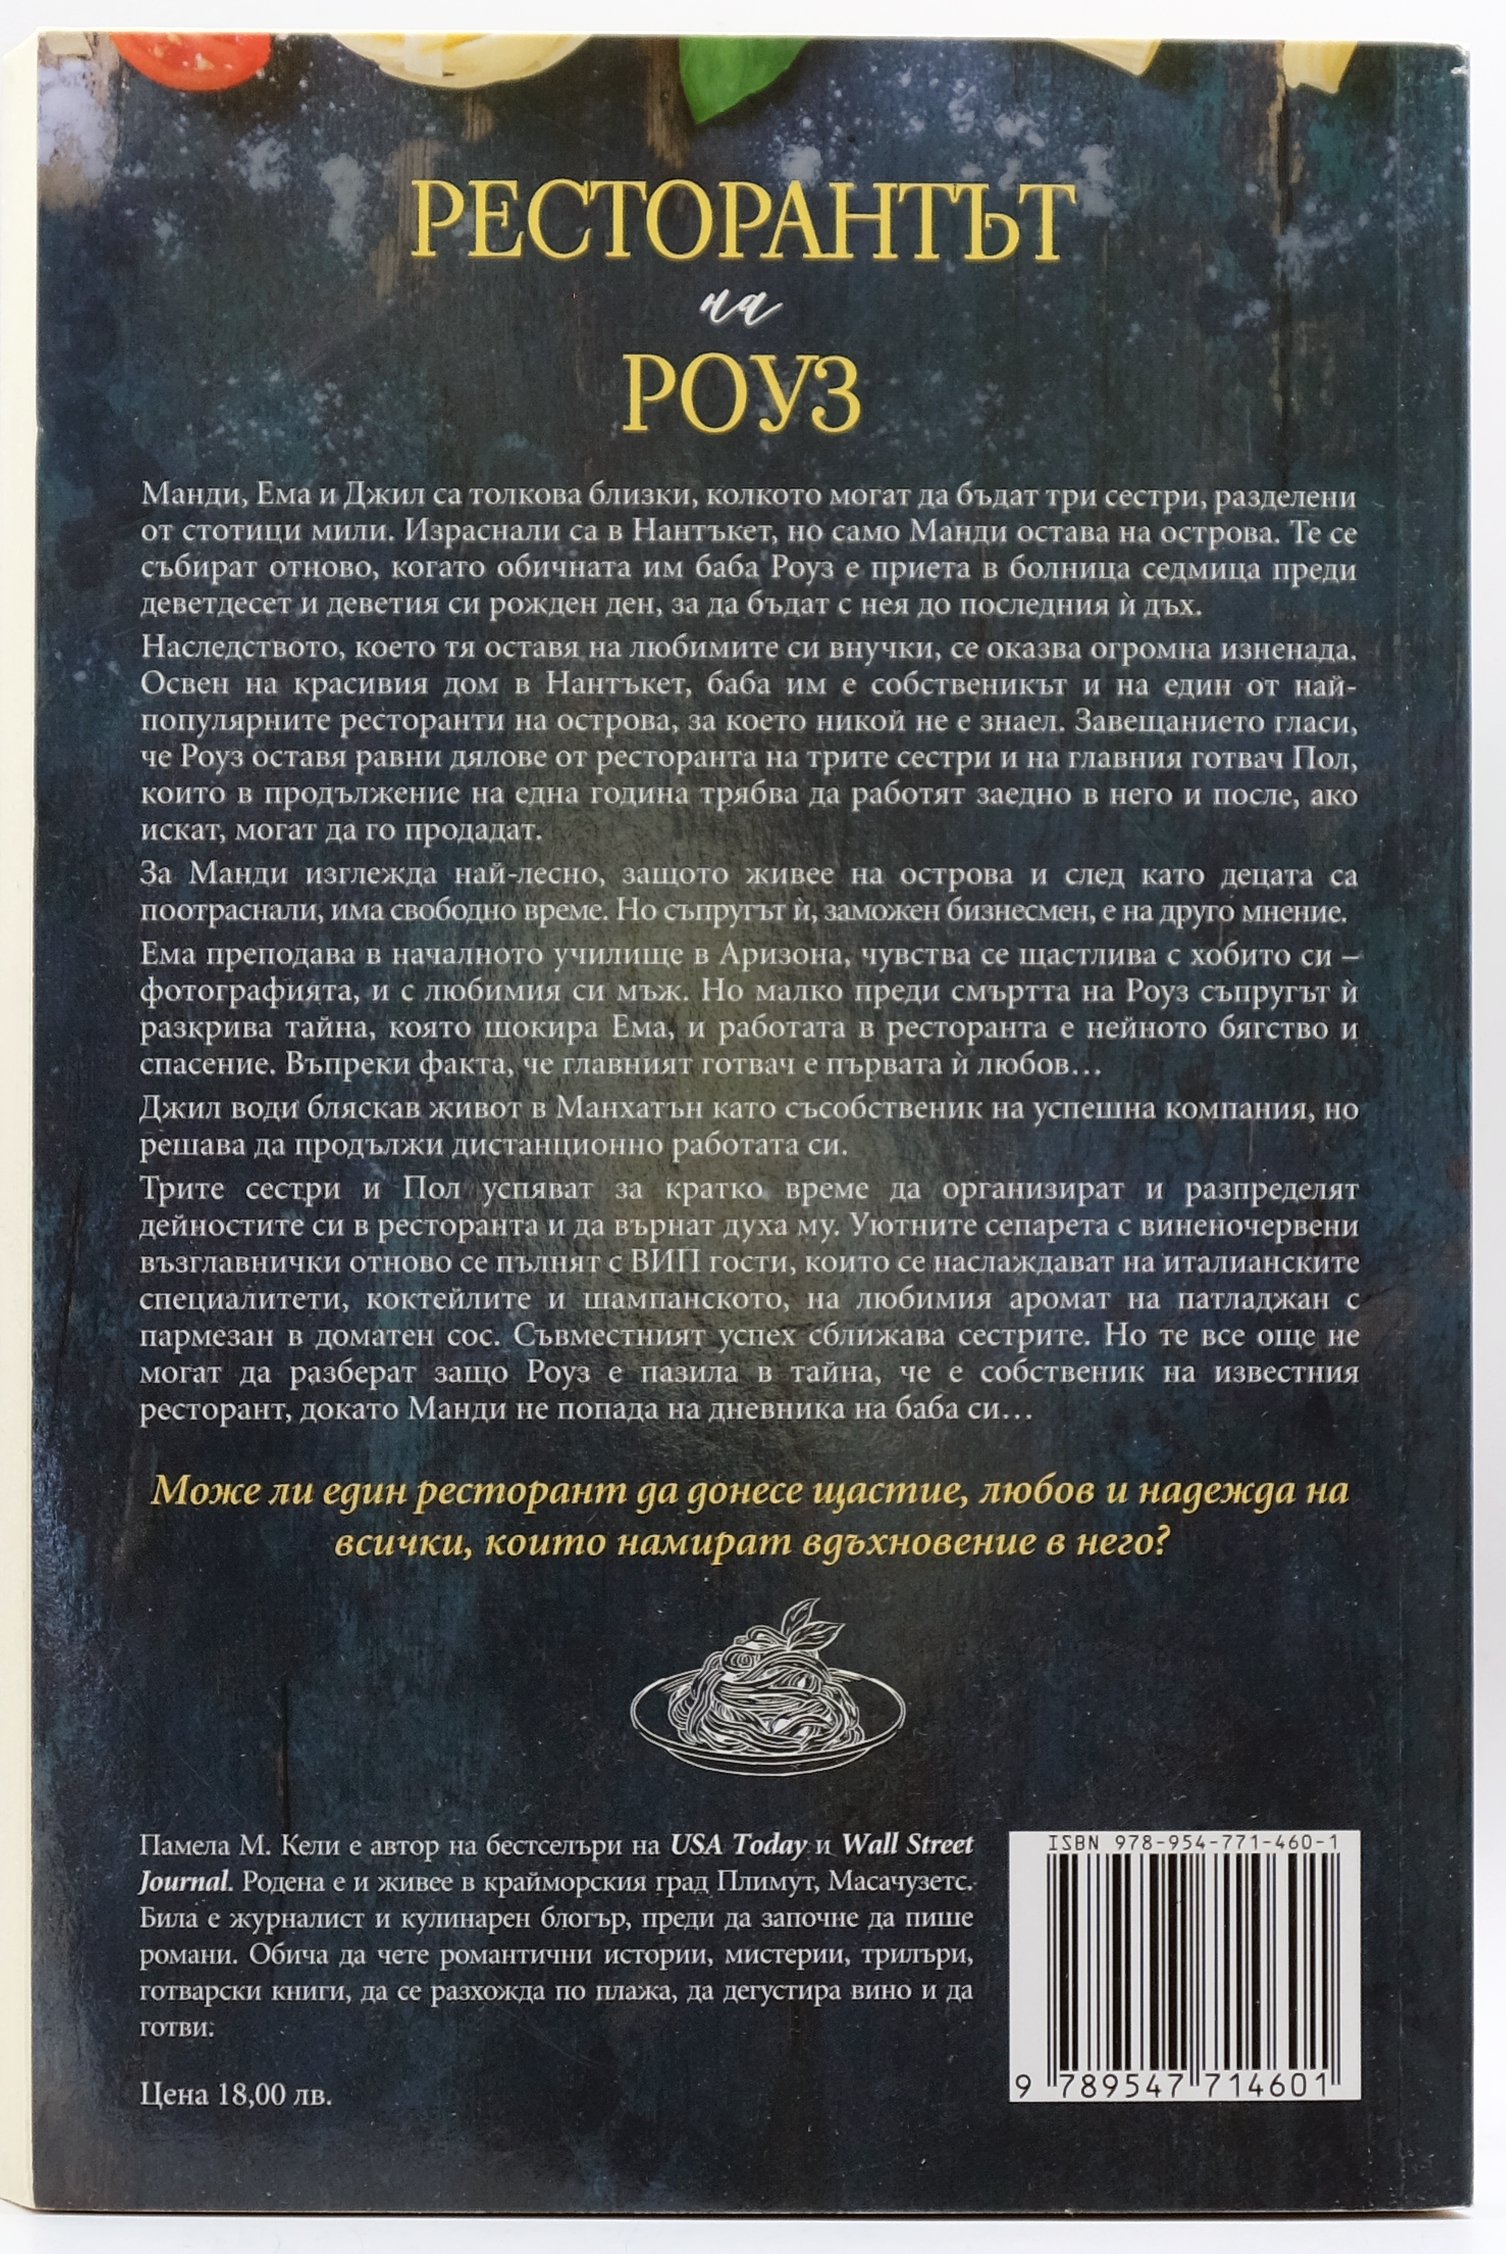 РЕСТОРАНТЪТ
на
РОУЗ
Манди, Ема и Джил са толкова близки, колкото могат да бъдат три сестри, разделени
от стотици мили. Израснали са в Нантъкет, но само Манди остава на острова. Те се
събират отново, когато обичната им баба Роуз е приета в болница седмица преди
деветдесет и деветия си рожден ден, за да бъдат с нея до последния ѝ дъх.
Наследството, което тя оставя на любимите си внучки, се оказва огромна изненада.
Освен на красивия дом в Нантъкет, баба им е собственикът и на един от най-
популярните ресторанти на острова, за което никой не е знаел. Завещанието гласи,
че Роуз оставя равни дялове от ресторанта на трите сестри и на главния готвач Пол,
които в продължение на една година трябва да работят заедно в него и после, ако
искат, могат да го продадат.
За Манди изглежда най-лесно, защото живее на острова и след като децата са
поотраснали, има свободно време. Но съпругът ѝ, заможен бизнесмен, е на друго мнение.
Ема преподава в началното училище в Аризона, чувства се щастлива с хобито си –
фотографията, и с любимия си мъж. Но малко преди смъртта на Роуз съпругът ѝ
разкрива тайна, която шокира Ема, и работата в ресторанта е нейното бягство и
спасение. Въпреки факта, че главният готвач е първата ѝ любов…
Джил води бляскав живот в Манхатън като съсобственик на успешна компания, но
решава да продължи дистанционно работата си.
Трите сестри и Пол успяват за кратко време да организират и разпределят
дейностите си в ресторанта и да върнат духа му. Уютните сепарета с виненочервени
възглавнички отново се пълнят с ВИП гости, които се наслаждават на италианските
специалитети, коктейлите и шампанското, на любимия аромат на патладжан с
пармезан в доматен сос. Съвместният успех сближава сестрите. Но те все още не
могат да разберат защо Роуз е пазила в тайна, че е собственик на известния
ресторант, докато Манди не попада на дневника на баба си…
Може ли един ресторант да донесе щастие, любов и надежда на
всички, които намират вдъхновение в него?
Памела М. Кели е автор на бестселъри на USA Today и Wall Street
Journal. Родена е и живее в крайморския град Плимут, Масачузетс.
Била е журналист и кулинарен блогър, преди да започне да пише
романи. Обича да чете романтични истории, мистерии, трилъри,
готварски книги, да се разхожда по плажа, да дегустира вино и да
готви.
Цена 18,00 лв.
ISBN 978-954-771-460-1
9 789547 714601